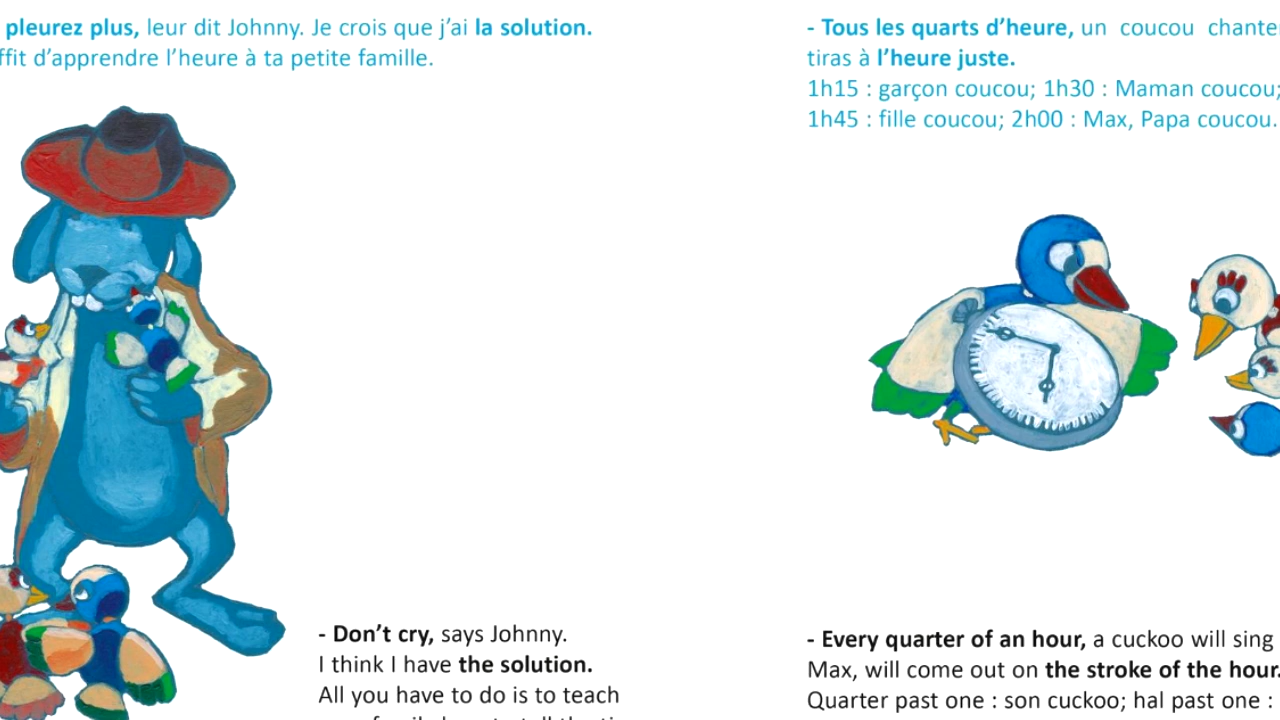 pleurez plus, leur dit Johnny. Je crois que j'ai la solution.
d'apprendre l'heure à ta petite famille.
- Don't cry, says Johnny.
I think I have the solution.
All you have to do is to teach
- Tous les quarts d'heure, un coucou
tiras à l'heure juste.
1h15 : garçon coucou; 1h30 : Maman coucou;
1h45 : fille coucou; 2h00 : Max, Papa coucou.
- Every quarter of an hour, a cuckoo will sing
Max, will come out on the stroke of the hour.
Quarter past one : son cuckoo; hal past one :